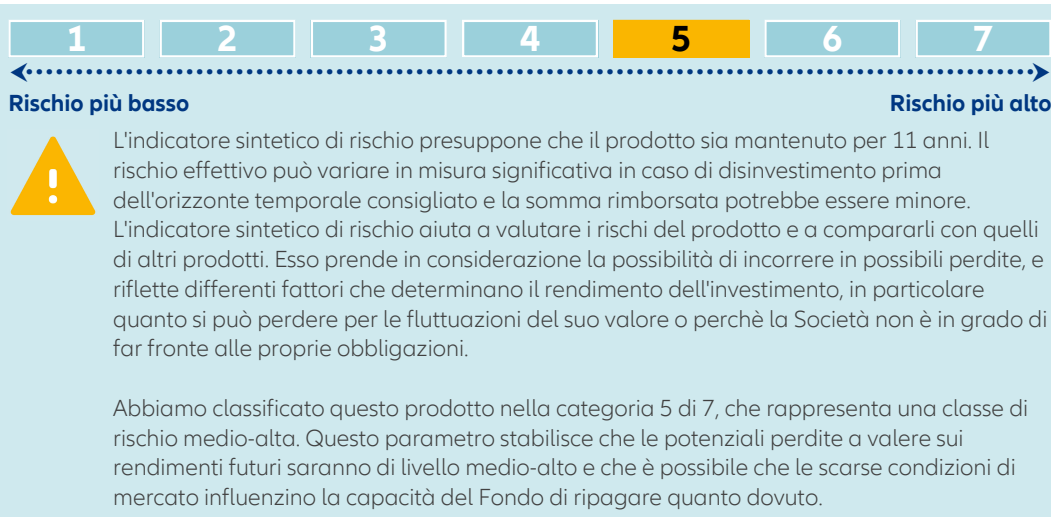 1 2 3 4 5 6 7
Rischio più basso Rischio più alto
L'indicatore sintetico di rischio presuppone che il prodotto sia mantenuto per 11 anni. Il
rischio effettivo può variare in misura significativa in caso di disinvestimento prima
dell'orizzonte temporale consigliato e la somma rimborsata potrebbe essere minore.
L'indicatore sintetico di rischio aiuta a valutare i rischi del prodotto e a compararli con quelli
di altri prodotti. Esso prende in considerazione la possibilità di incorrere in possibili perdite, e
riflette differenti fattori che determinano il rendimento dell'investimento, in particolare
quanto si può perdere per le fluttuazioni del suo valore o perchè la Società non è in grado di
far fronte alle proprie obbligazioni.
Abbiamo classificato questo prodotto nella categoria 5 di 7, che rappresenta una classe di
rischio medio-alta. Questo parametro stabilisce che le potenziali perdite a valere sui
rendimenti futuri saranno di livello medio-alto e che è possibile che le scarse condizioni di
mercato influenzino la capacità del Fondo di ripagare quanto dovuto.